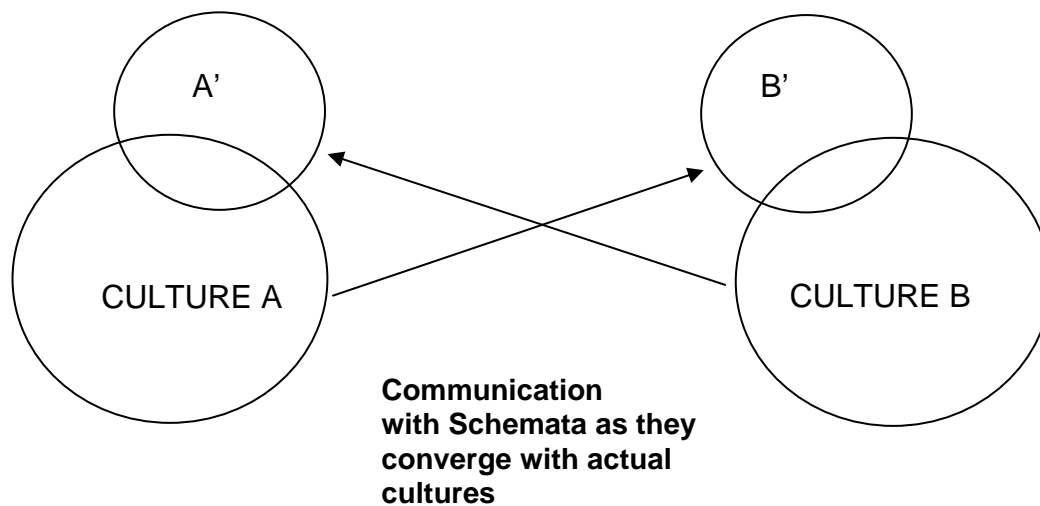 A’
B’
CULTURE A
CULTURE B
Communication
with Schemata as they
converge with actual
cultures